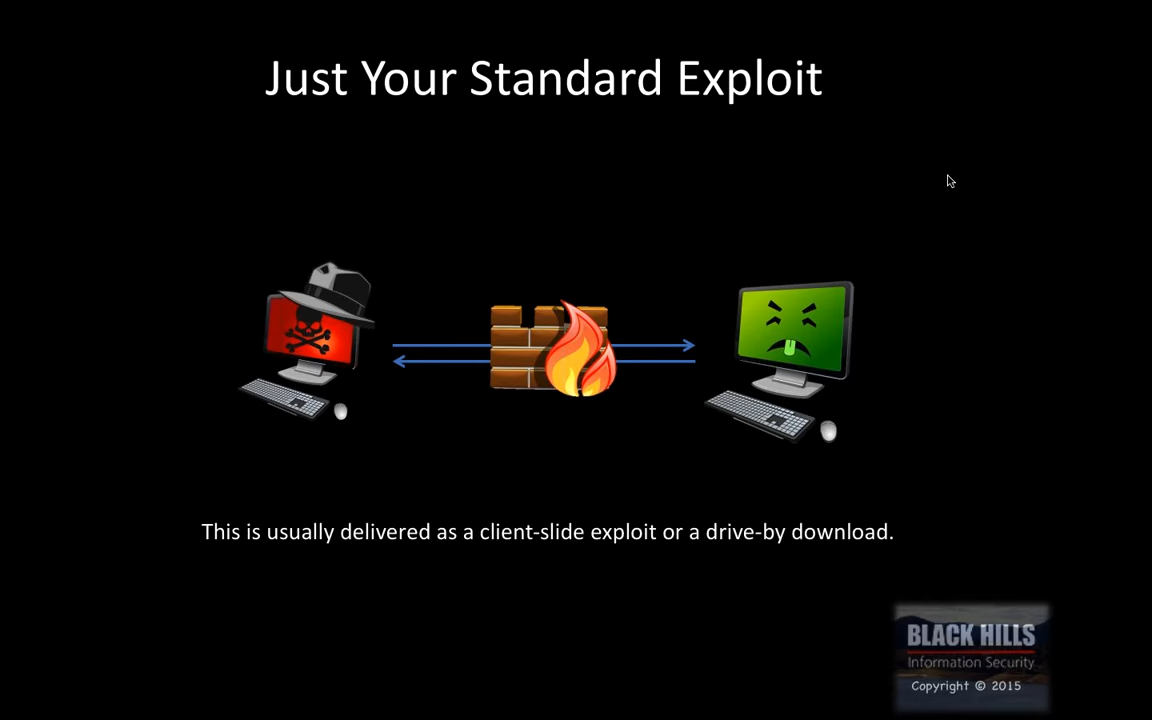 Just Your Standard Exploit
This is usually delivered as a client-slide exploit or a drive-by download.
BLACK HILLS
Information Security
Copyright © 2015